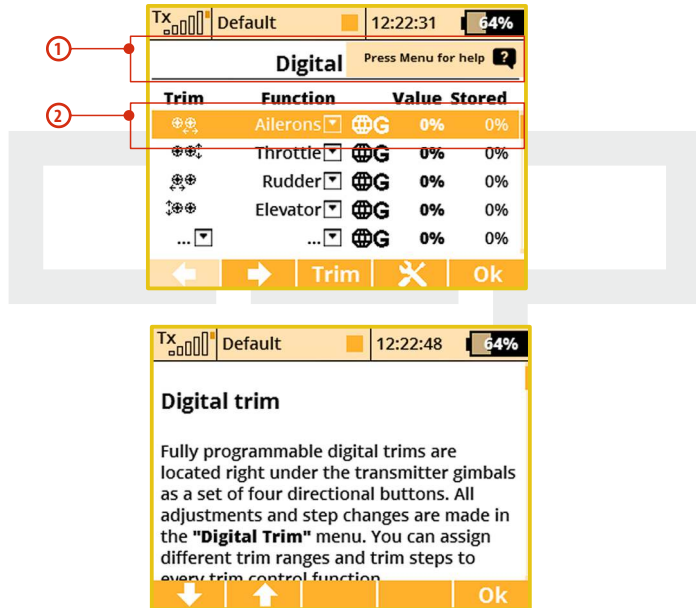 Tx Default 12:22:31 64%
1
Digital Press Menu for help ?
Trim Function Value Stored
2
Ailerons G 0% 0%
Throttle G 0% 0%
Rudder G 0% 0%
Elevator G 0% 0%
... ... G 0% 0%
Trim Ok
Tx Default 12:22:48 64%
Digital trim
Fully programmable digital trims are
located right under the transmitter gimbals
as a set of four directional buttons. All
adjustments and step changes are made in
the "Digital Trim" menu. You can assign
different trim ranges and trim steps to
every trim control function
Ok